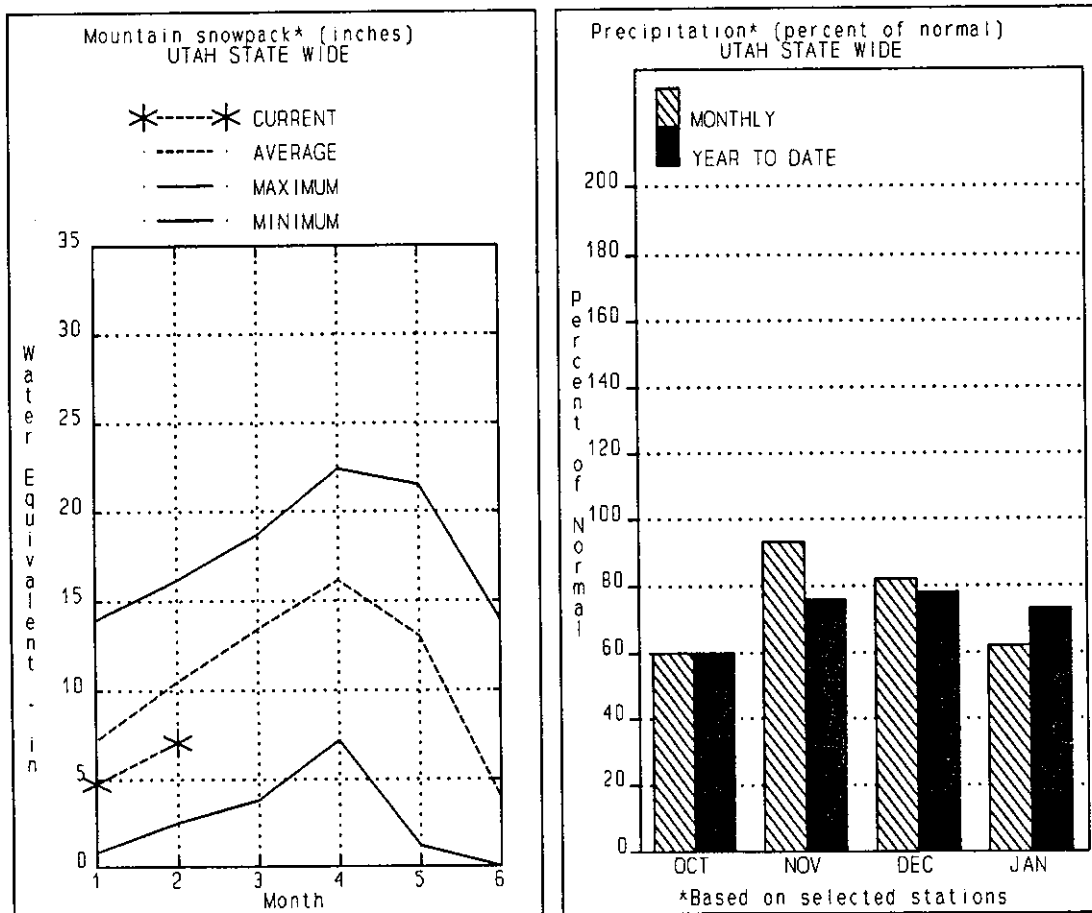 Mountain snowpack* (inches)
UTAH STATE WIDE
CURRENT
AVERAGE
MAXIMUM
MINIMUM
35
30
25
20
15
10
5
0
Water Equivalent - in
1 2 3 4 5 6
Month
Precipitation* (percent of normal)
UTAH STATE WIDE
MONTHLY
YEAR TO DATE
200
180
160
140
120
100
80
60
40
20
0
percent of Normal
OCT NOV DEC JAN
*Based on selected stations